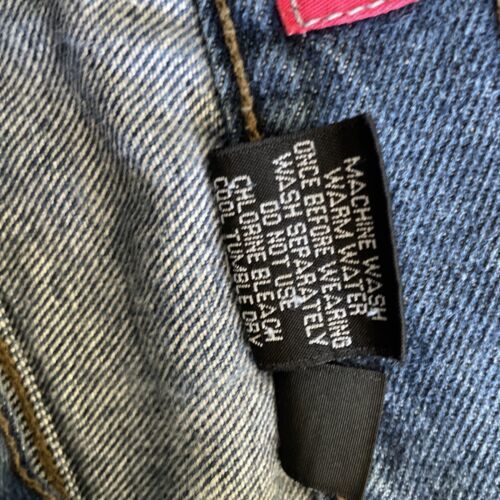 MACHINE WASH
WARM WATER
ONCE BEFORE WEARING
WASH SEPARATELY
DO NOT USE
CHLORINE BLEACH
COOL TUMBLE DRY